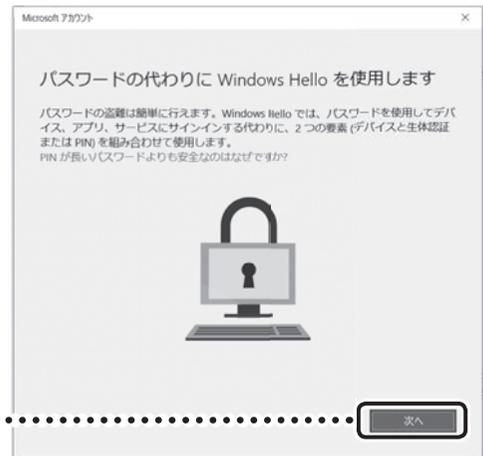 Microsoft アカウント
パスワードの代わりに Windows Hello を使用します
パスワードの盗難は簡単に行えます。Windows Hello では、パスワードを使用してデバ
イス、アプリ、サービスにサインインする代わりに、2 つの要素 (デバイスと生体認証
または PIN) を組み合わせて使用します。
PIN が長いパスワードよりも安全なのはなぜですか?
次へ